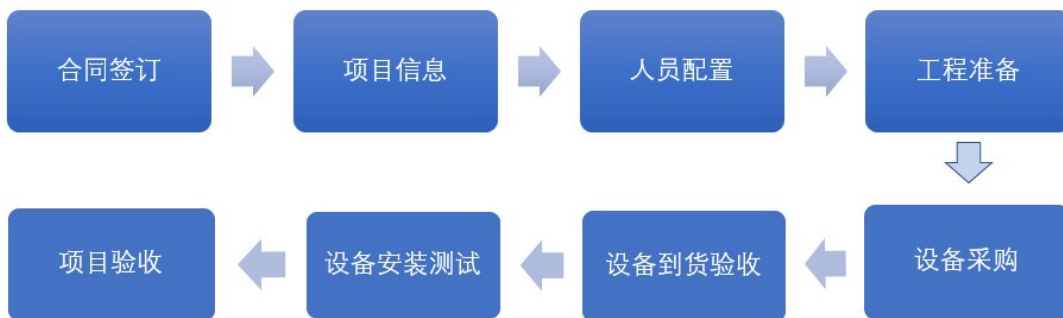 合同签订
项目信息
人员配置
工程准备
设备采购
设备到货验收
设备安装测试
项目验收